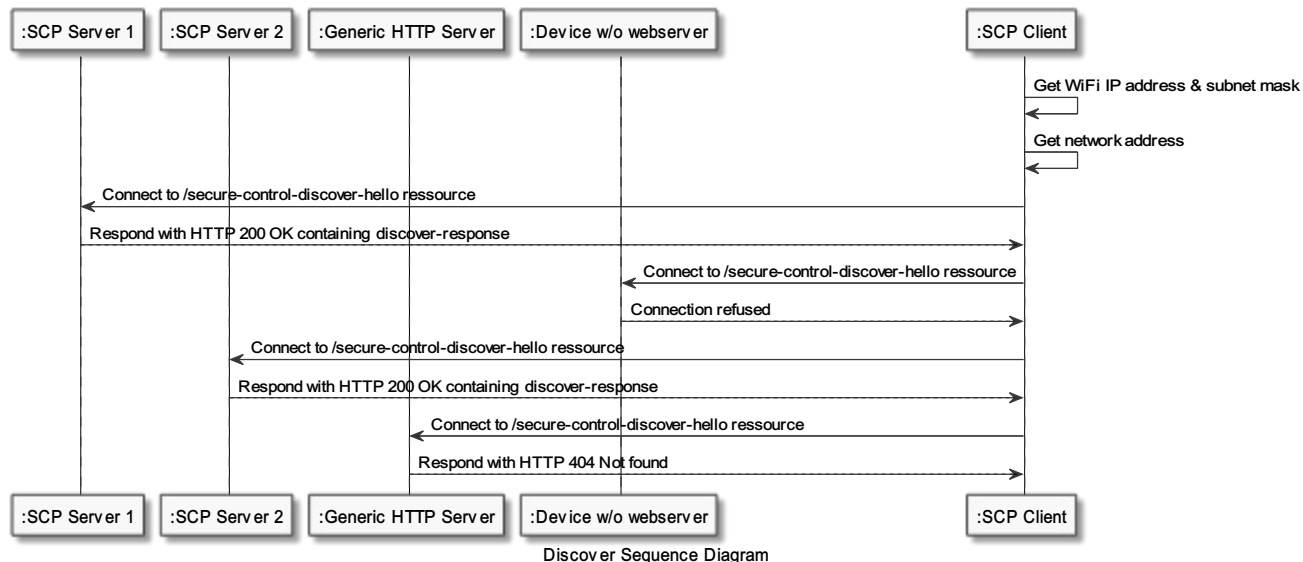 :SCP Server 1
:SCP Server 2
:Generic HTTP Server
:Device w/o webserver
:SCP Client
Get WiFi IP address & subnet mask
Get network address
Connect to /secure-control-discover-hello ressource
Respond with HTTP 200 OK containing discover-response
Connect to /secure-control-discover-hello ressource
Connection refused
Connect to /secure-control-discover-hello ressource
Respond with HTTP 200 OK containing discover-response
Connect to /secure-control-discover-hello ressource
Respond with HTTP 404 Not found
:SCP Server 1
:SCP Server 2
:Generic HTTP Server
:Device w/o webserver
:SCP Client
Discover Sequence Diagram